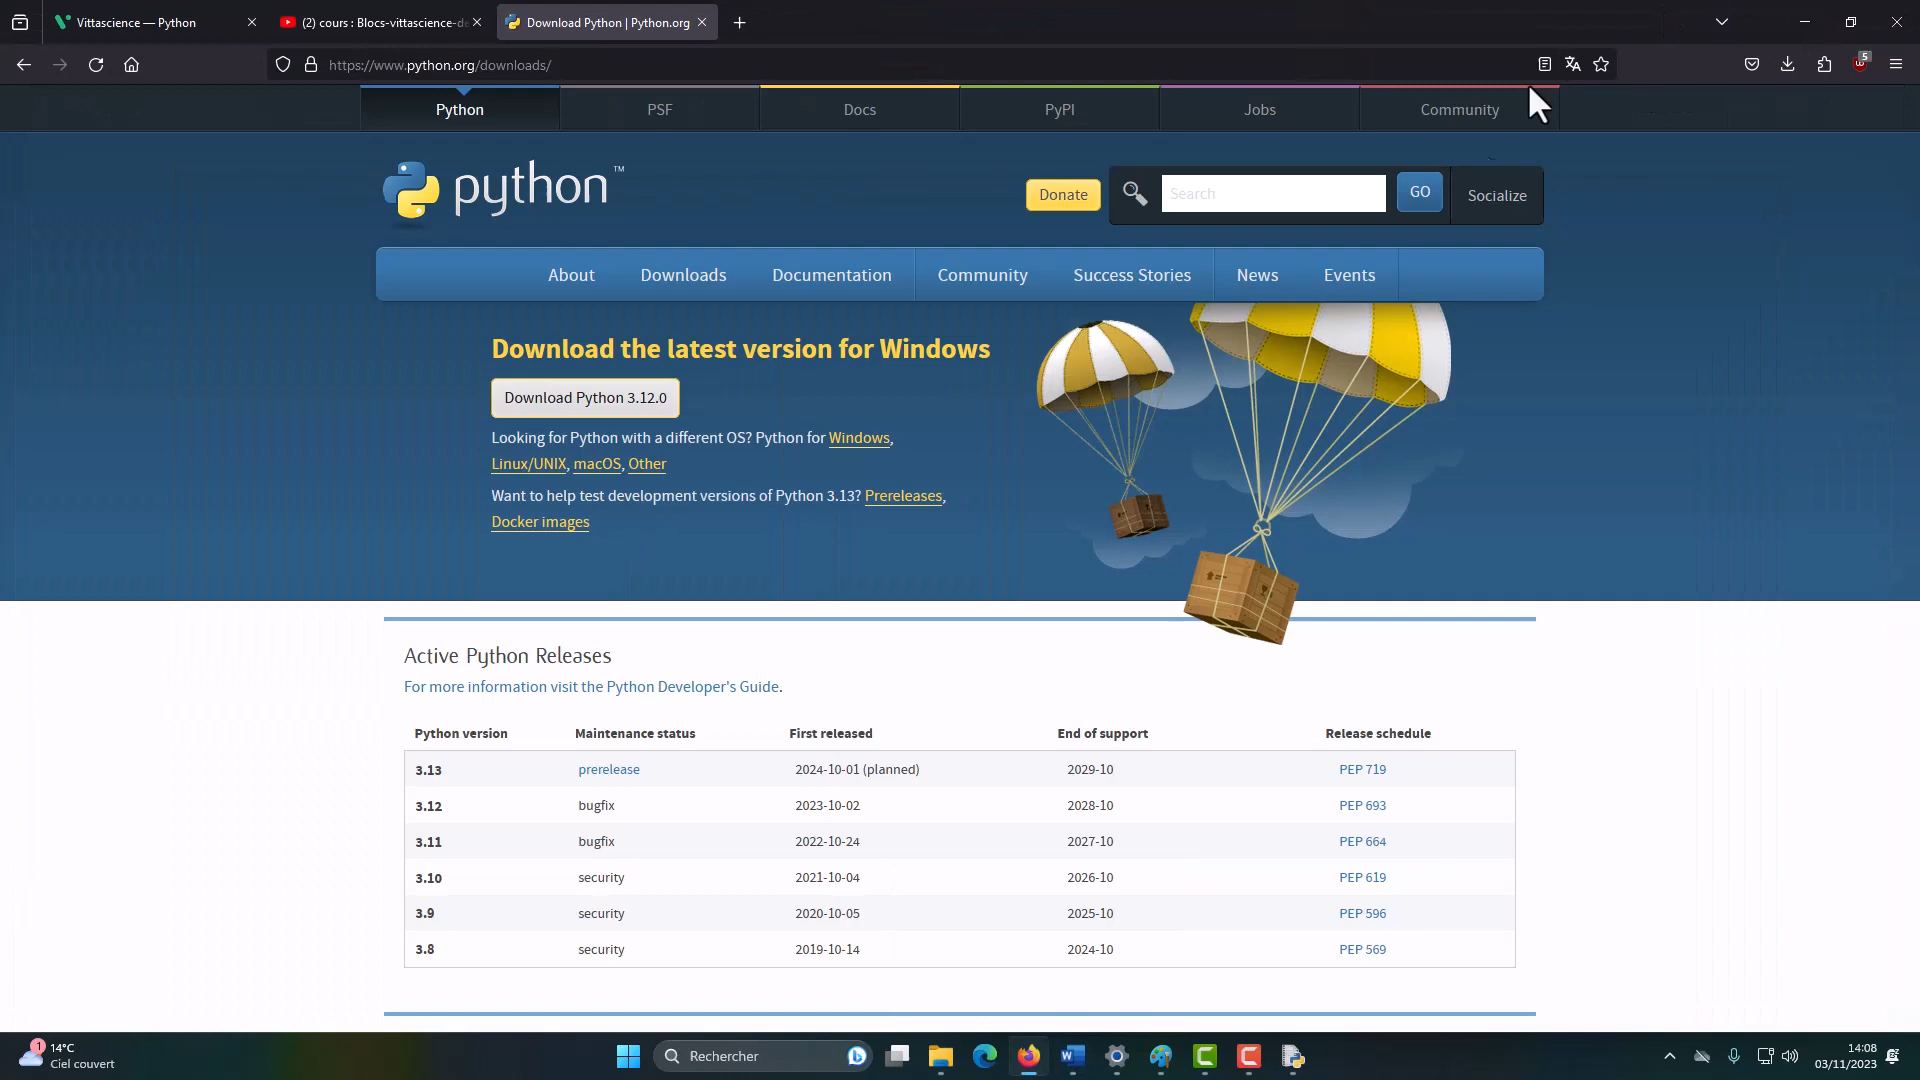 Vittascience — Python
(2) cours : Blocs-vittascience-de
Download Python | Python.org
https://www.python.org/downloads/
5
Python
PSF
Docs
PyPI
Jobs
Community
python™
Donate
Search
GO
Socialize
About
Downloads
Documentation
Community
Success Stories
News
Events
Download the latest version for Windows
Download Python 3.12.0
Looking for Python with a different OS? Python for Windows,
Linux/UNIX, macOS, Other
Want to help test development versions of Python 3.13? Prereleases,
Docker images
Active Python Releases
For more information visit the Python Developer's Guide.
Python version Maintenance status First released End of support Release schedule
3.13 prerelease 2024-10-01 (planned) 2029-10 PEP 719
3.12 bugfix 2023-10-02 2028-10 PEP 693
3.11 bugfix 2022-10-24 2027-10 PEP 664
3.10 security 2021-10-04 2026-10 PEP 619
3.9 security 2020-10-05 2025-10 PEP 596
3.8 security 2019-10-14 2024-10 PEP 569
1
14°C
Ciel couvert
Rechercher
14:08
03/11/2023